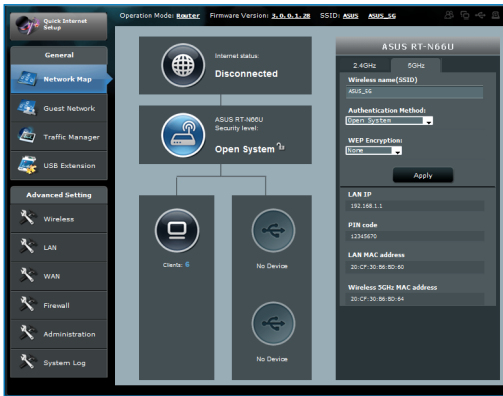 Quick Internet
Setup
Operation Mode: Router Firmware Version: 3.0.0.1.28 SSID: ASUS ASUS_5G
General
Network Map
Guest Network
Traffic Manager
USB Extension
Advanced Setting
Wireless
LAN
WAN
Firewall
Administration
System Log
Internet status:
Disconnected
ASUS RT-N66U
Security level:
Open System
Clients: 6
No Device
No Device
ASUS RT-N66U
2.4GHz 5GHz
Wireless name(SSID)
ASUS_5G
Authentication Method:
Open System
WEP Encryption:
None
Apply
LAN IP
192.168.1.1
PIN code
12345670
LAN MAC address
20:CF:30:B6:BD:60
Wireless 5GHz MAC address
20:CF:30:B6:BD:64